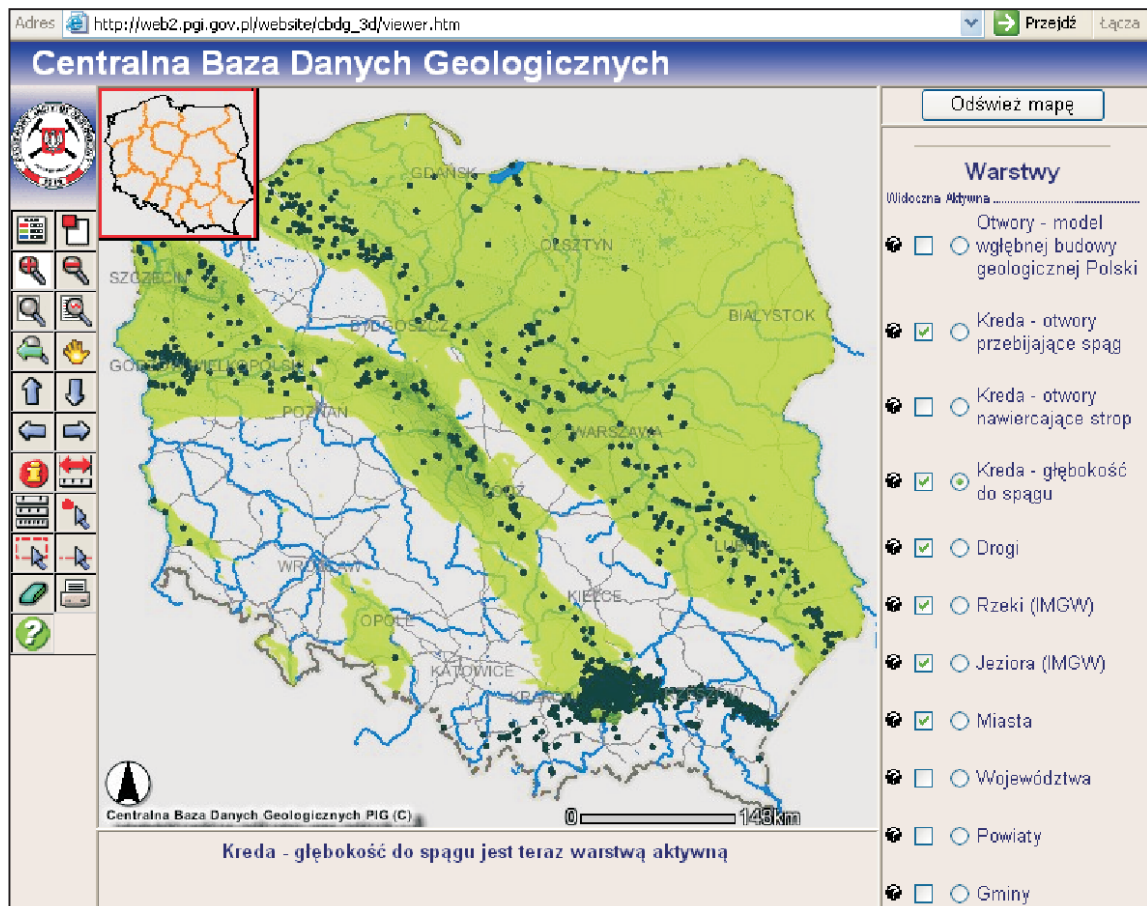 Adres http://web2.pgi.gov.pl/website/cbdg_3d/viewer.htm Przejdź Łącza
Centralna Baza Danych Geologicznych
Odśwież mapę
Warstwy
Widoczna Aktywna
Otwory - model
wgłębnej budowy
geologicznej Polski
Kreda - otwory
przebijające spąg
Kreda - otwory
nawiercające strop
Kreda - głębokość
do spągu
Drogi
Rzeki (IMGW)
Jeziora (IMGW)
Miasta
Województwa
Powiaty
Gminy
GDAŃSK
OLSZTYN
SZCZECIN
BIAŁYSTOK
BYDGOSZCZ
WIELKOPOLSKI
POZNAŃ
WARSZAWA
ŁÓDŹ
LUBLIN
WROCŁAW
KIELCE
OPOLE
KATOWICE
KRAKÓW
RZESZÓW
Centralna Baza Danych Geologicznych PIG (C)
0 148km
Kreda - głębokość do spągu jest teraz warstwą aktywną